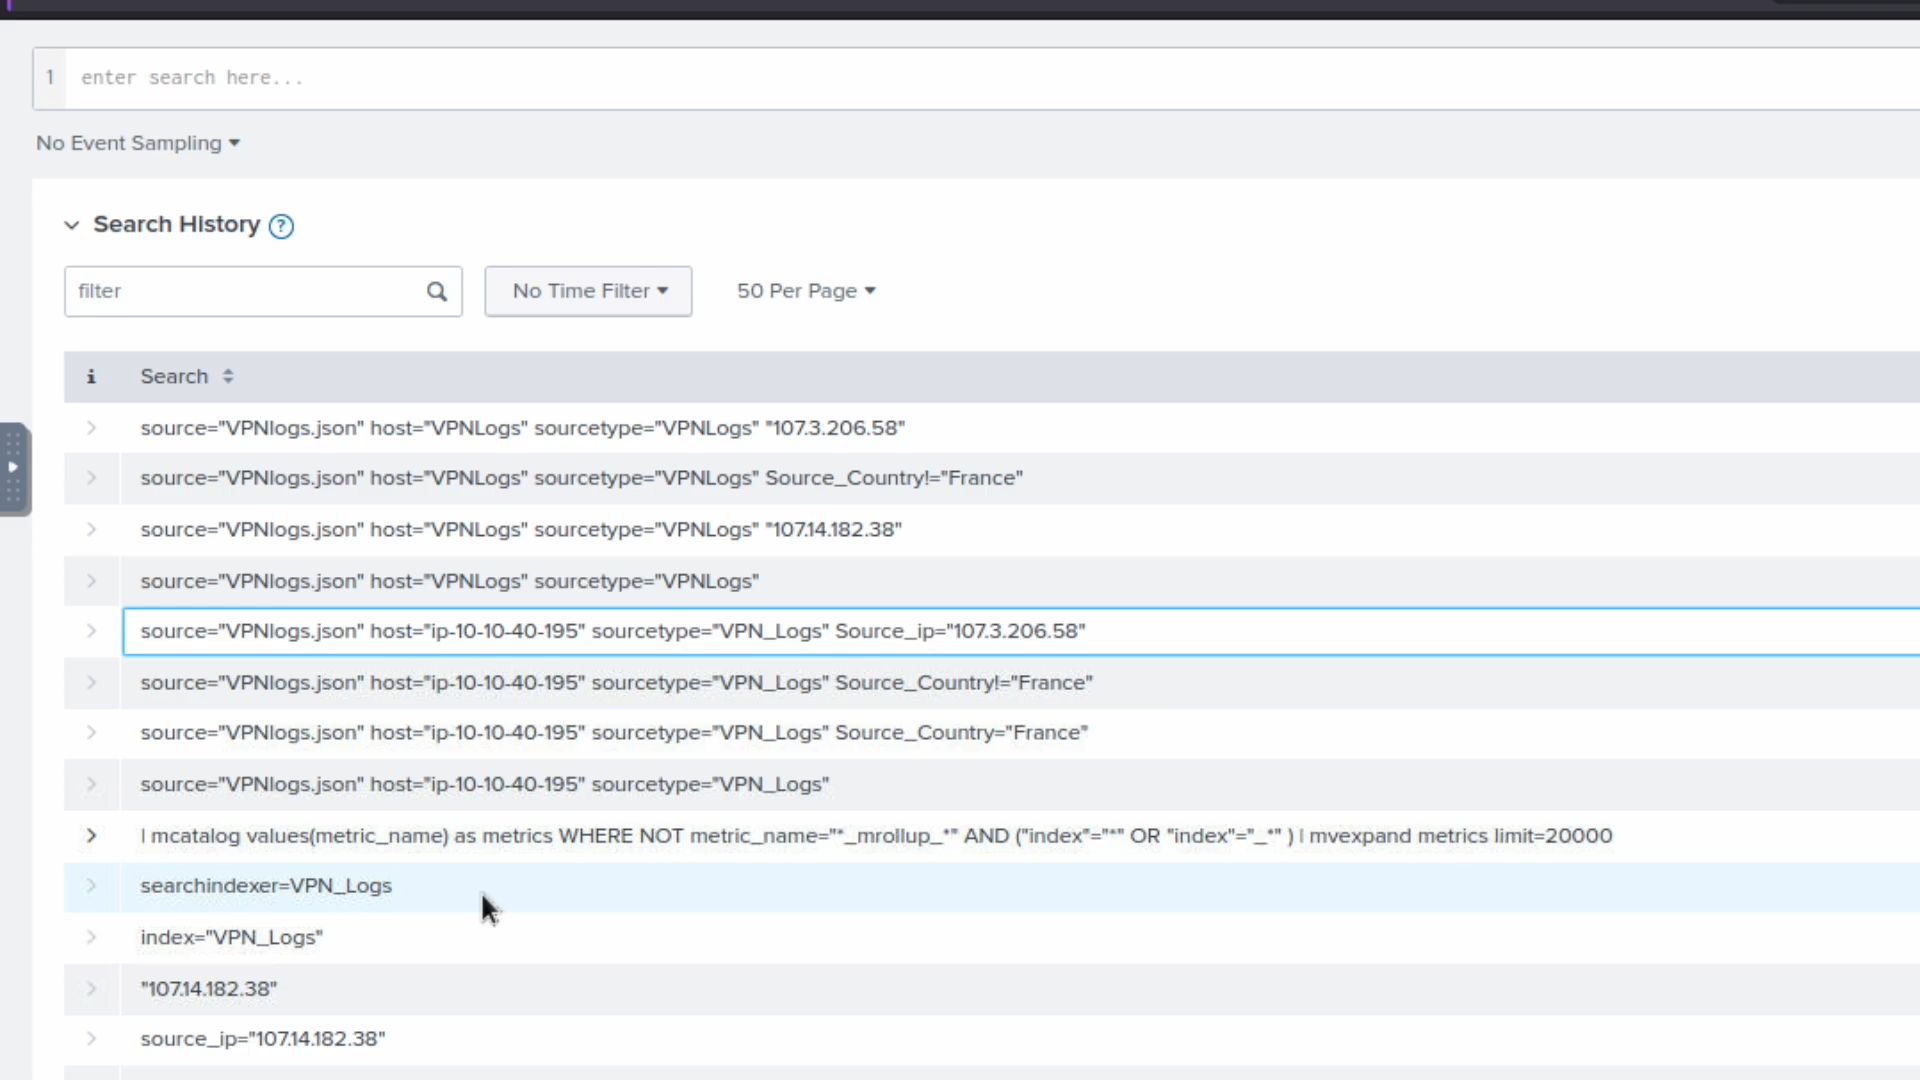 1 enter search here...
No Event Sampling
Search History ?
filter No Time Filter 50 Per Page
i Search
source="VPNlogs.json" host="VPNLogs" sourcetype="VPNLogs" "107.3.206.58"
source="VPNlogs.json" host="VPNLogs" sourcetype="VPNLogs" Source_Country!="France"
source="VPNlogs.json" host="VPNLogs" sourcetype="VPNLogs" "107.14.182.38"
source="VPNlogs.json" host="VPNLogs" sourcetype="VPNLogs"
source="VPNlogs.json" host="ip-10-10-40-195" sourcetype="VPN_Logs" Source_ip="107.3.206.58"
source="VPNlogs.json" host="ip-10-10-40-195" sourcetype="VPN_Logs" Source_Country!="France"
source="VPNlogs.json" host="ip-10-10-40-195" sourcetype="VPN_Logs" Source_Country="France"
source="VPNlogs.json" host="ip-10-10-40-195" sourcetype="VPN_Logs"
| mcatalog values(metric_name) as metrics WHERE NOT metric_name="*_mrollup_*" AND ("index"="*" OR "index"="_*" ) | mvexpand metrics limit=20000
searchindexer=VPN_Logs
index="VPN_Logs"
"107.14.182.38"
source_ip="107.14.182.38"